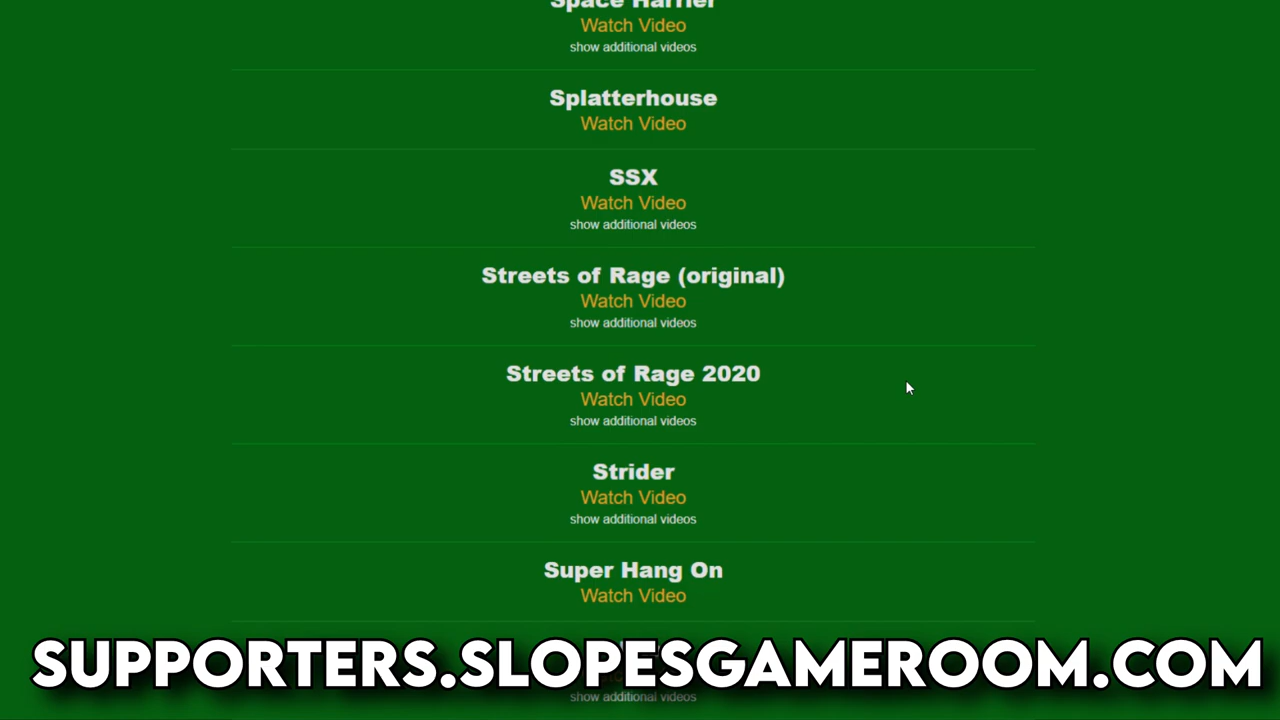 Space Harrier
Watch Video
show additional videos
Splatterhouse
Watch Video
SSX
Watch Video
show additional videos
Streets of Rage (original)
Watch Video
show additional videos
Streets of Rage 2020
Watch Video
show additional videos
Strider
Watch Video
show additional videos
Super Hang On
Watch Video
SUPPORTERS.SLOPESGAMEROOM.COM
show additional videos